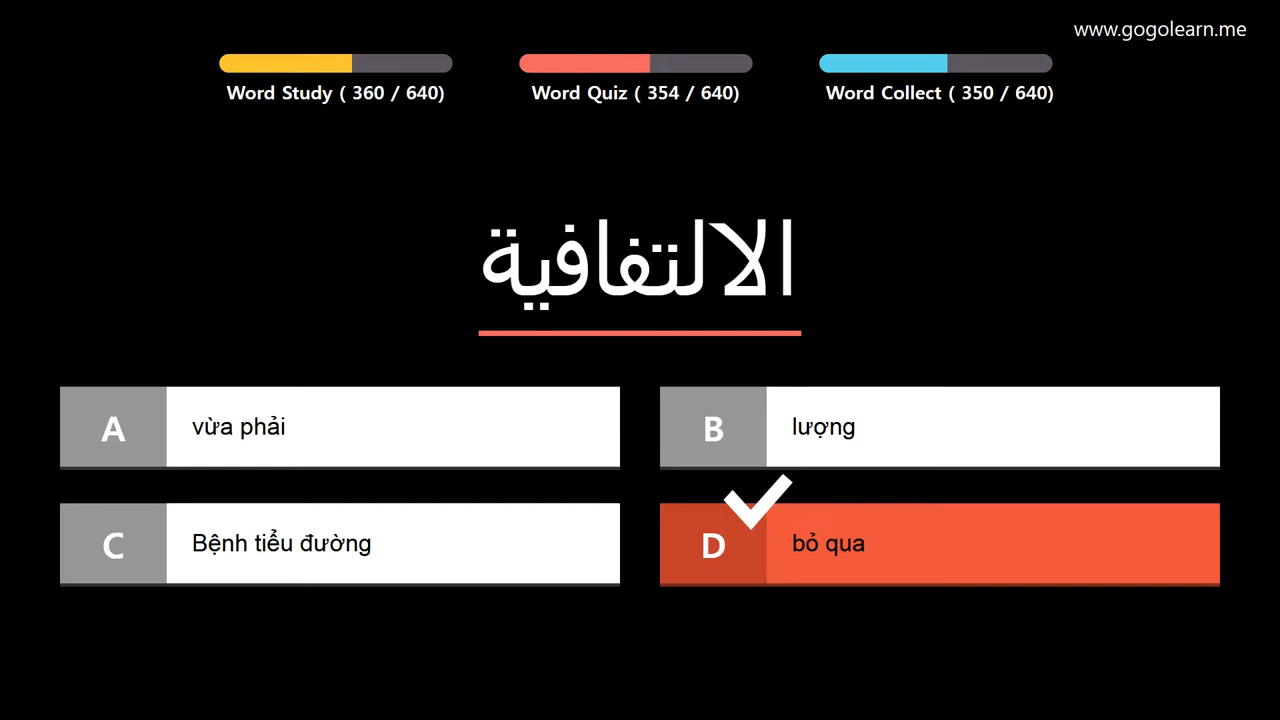 www.gogolearn.me
Word Study ( 360 / 640)
Word Quiz ( 354 / 640)
Word Collect ( 350 / 640)
الالتفافية
A
vừa phải
B
lượng
C
Bệnh tiểu đường
D
bỏ qua